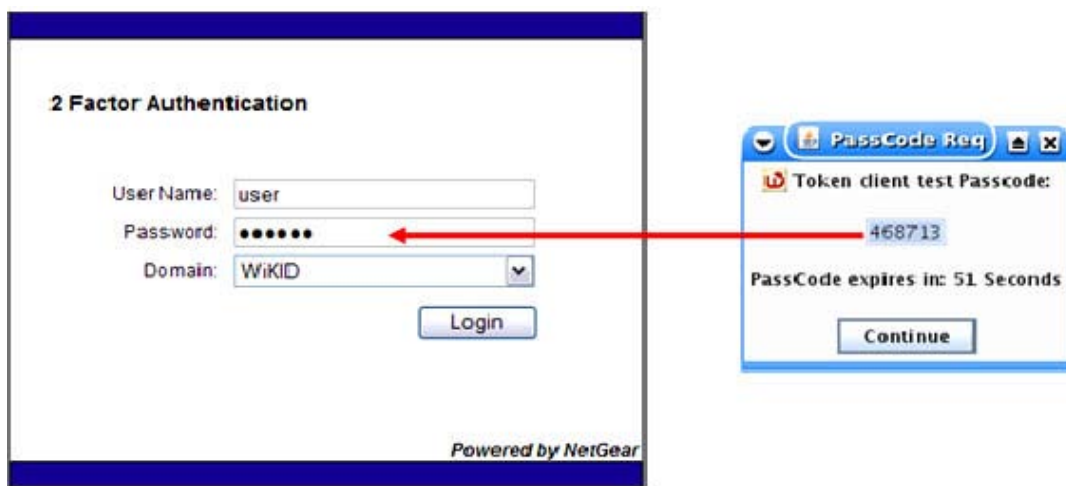 2 Factor Authentication
User Name: user
Password: ••••••
Domain: WiKID
Login
Powered by NetGear
PassCode Req
Token client test Passcode:
468713
PassCode expires in: 51 Seconds
Continue